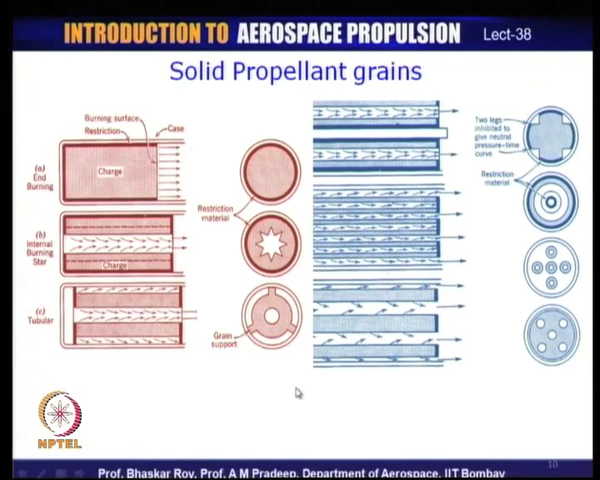 INTRODUCTION TO AEROSPACE PROPULSION Lect-38
Solid Propellant grains
Burning surface
Restriction
Case
(a)
End
Burning
Charge
Restriction
material
(b)
Internal
Burning
Star
Charge
(c)
Tubular
Grain
support
Two legs
inhibited to
give neutral
pressure-time
curve
Restriction
material
NPTEL
10
Prof. Bhaskar Roy, Prof. A M Pradeep, Department of Aerospace, IIT Bombay